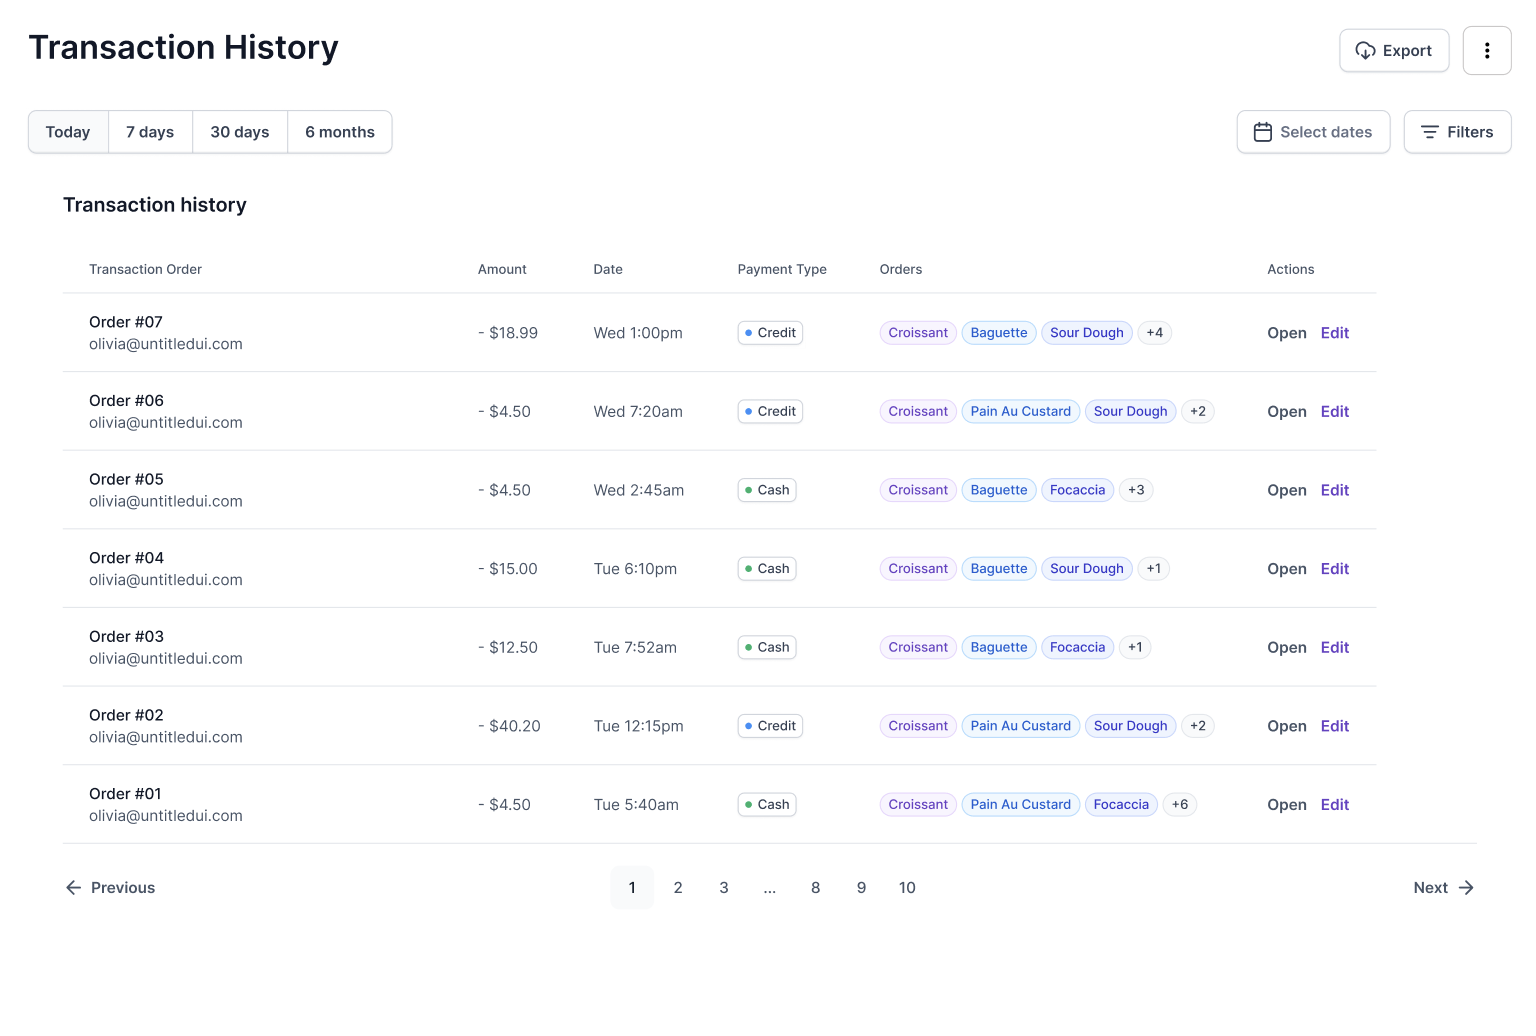 Transaction History
Export
Today 7 days 30 days 6 months
Select dates Filters
Transaction history
Transaction Order Amount Date Payment Type Orders Actions
Order #07
olivia@untitledui.com
- $18.99 Wed 1:00pm Credit Croissant Baguette Sour Dough +4 Open Edit
Order #06
olivia@untitledui.com
- $4.50 Wed 7:20am Credit Croissant Pain Au Custard Sour Dough +2 Open Edit
Order #05
olivia@untitledui.com
- $4.50 Wed 2:45am Cash Croissant Baguette Focaccia +3 Open Edit
Order #04
olivia@untitledui.com
- $15.00 Tue 6:10pm Cash Croissant Baguette Sour Dough +1 Open Edit
Order #03
olivia@untitledui.com
- $12.50 Tue 7:52am Cash Croissant Baguette Focaccia +1 Open Edit
Order #02
olivia@untitledui.com
- $40.20 Tue 12:15pm Credit Croissant Pain Au Custard Sour Dough +2 Open Edit
Order #01
olivia@untitledui.com
- $4.50 Tue 5:40am Cash Croissant Pain Au Custard Focaccia +6 Open Edit
Previous 1 2 3 ... 8 9 10 Next